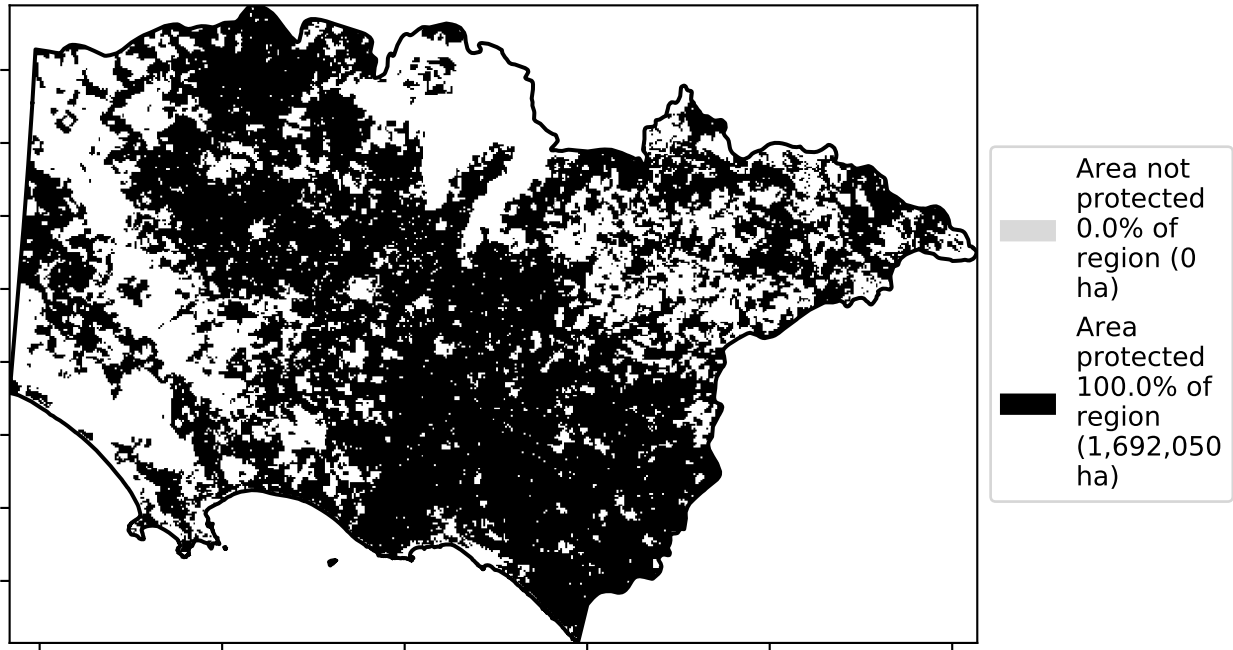 Area not
protected
0.0% of
region (0
ha)
Area
protected
100.0% of
region
(1,692,050
ha)